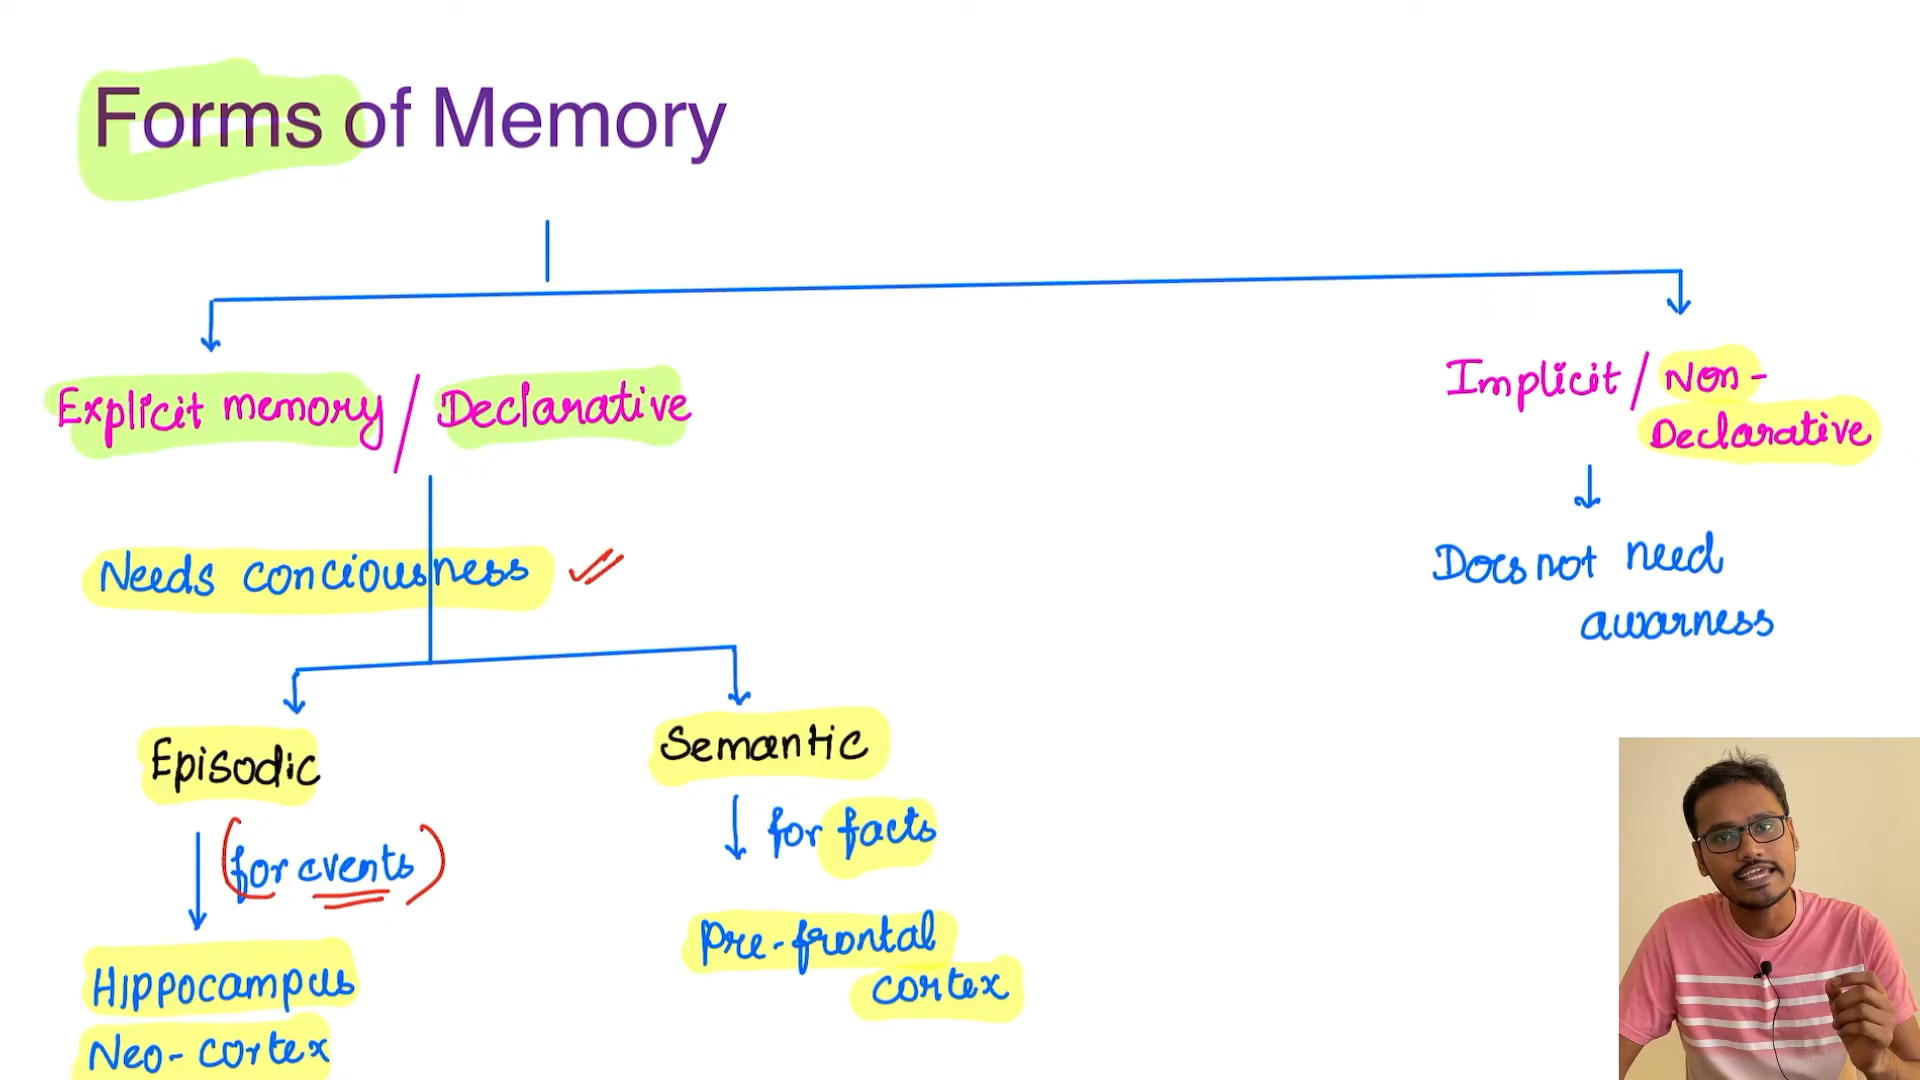 Forms of Memory
Explicit memory / Declarative
Implicit / Non-
Declarative
Needs conciousness
Does not need
awarness
Episodic
Semantic
(for events)
for facts
Hippocampus
Neo-cortex
Pre-frontal
cortex